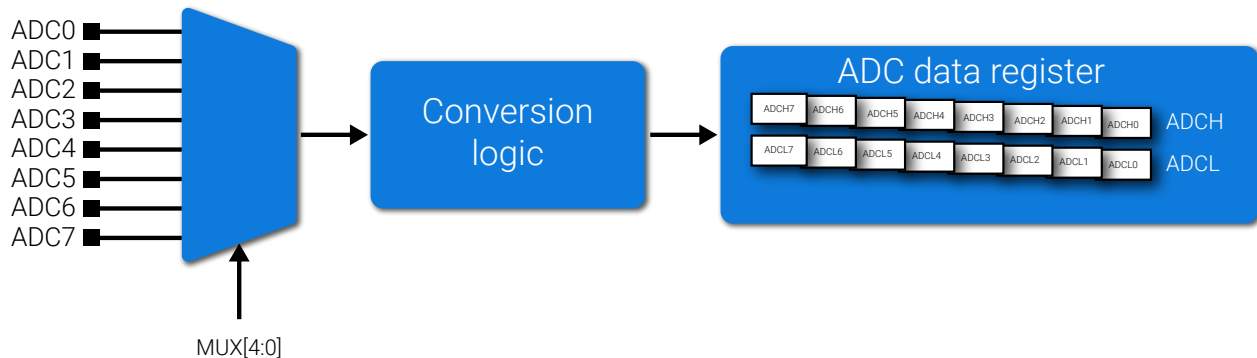 ADC0
ADC1
ADC2
ADC3
ADC4
ADC5
ADC6
ADC7
MUX[4:0]
Conversion
logic
ADC data register
ADCH7 ADCH6 ADCH5 ADCH4 ADCH3 ADCH2 ADCH1 ADCH0 ADCH
ADCL7 ADCL6 ADCL5 ADCL4 ADCL3 ADCL2 ADCL1 ADCL0 ADCL